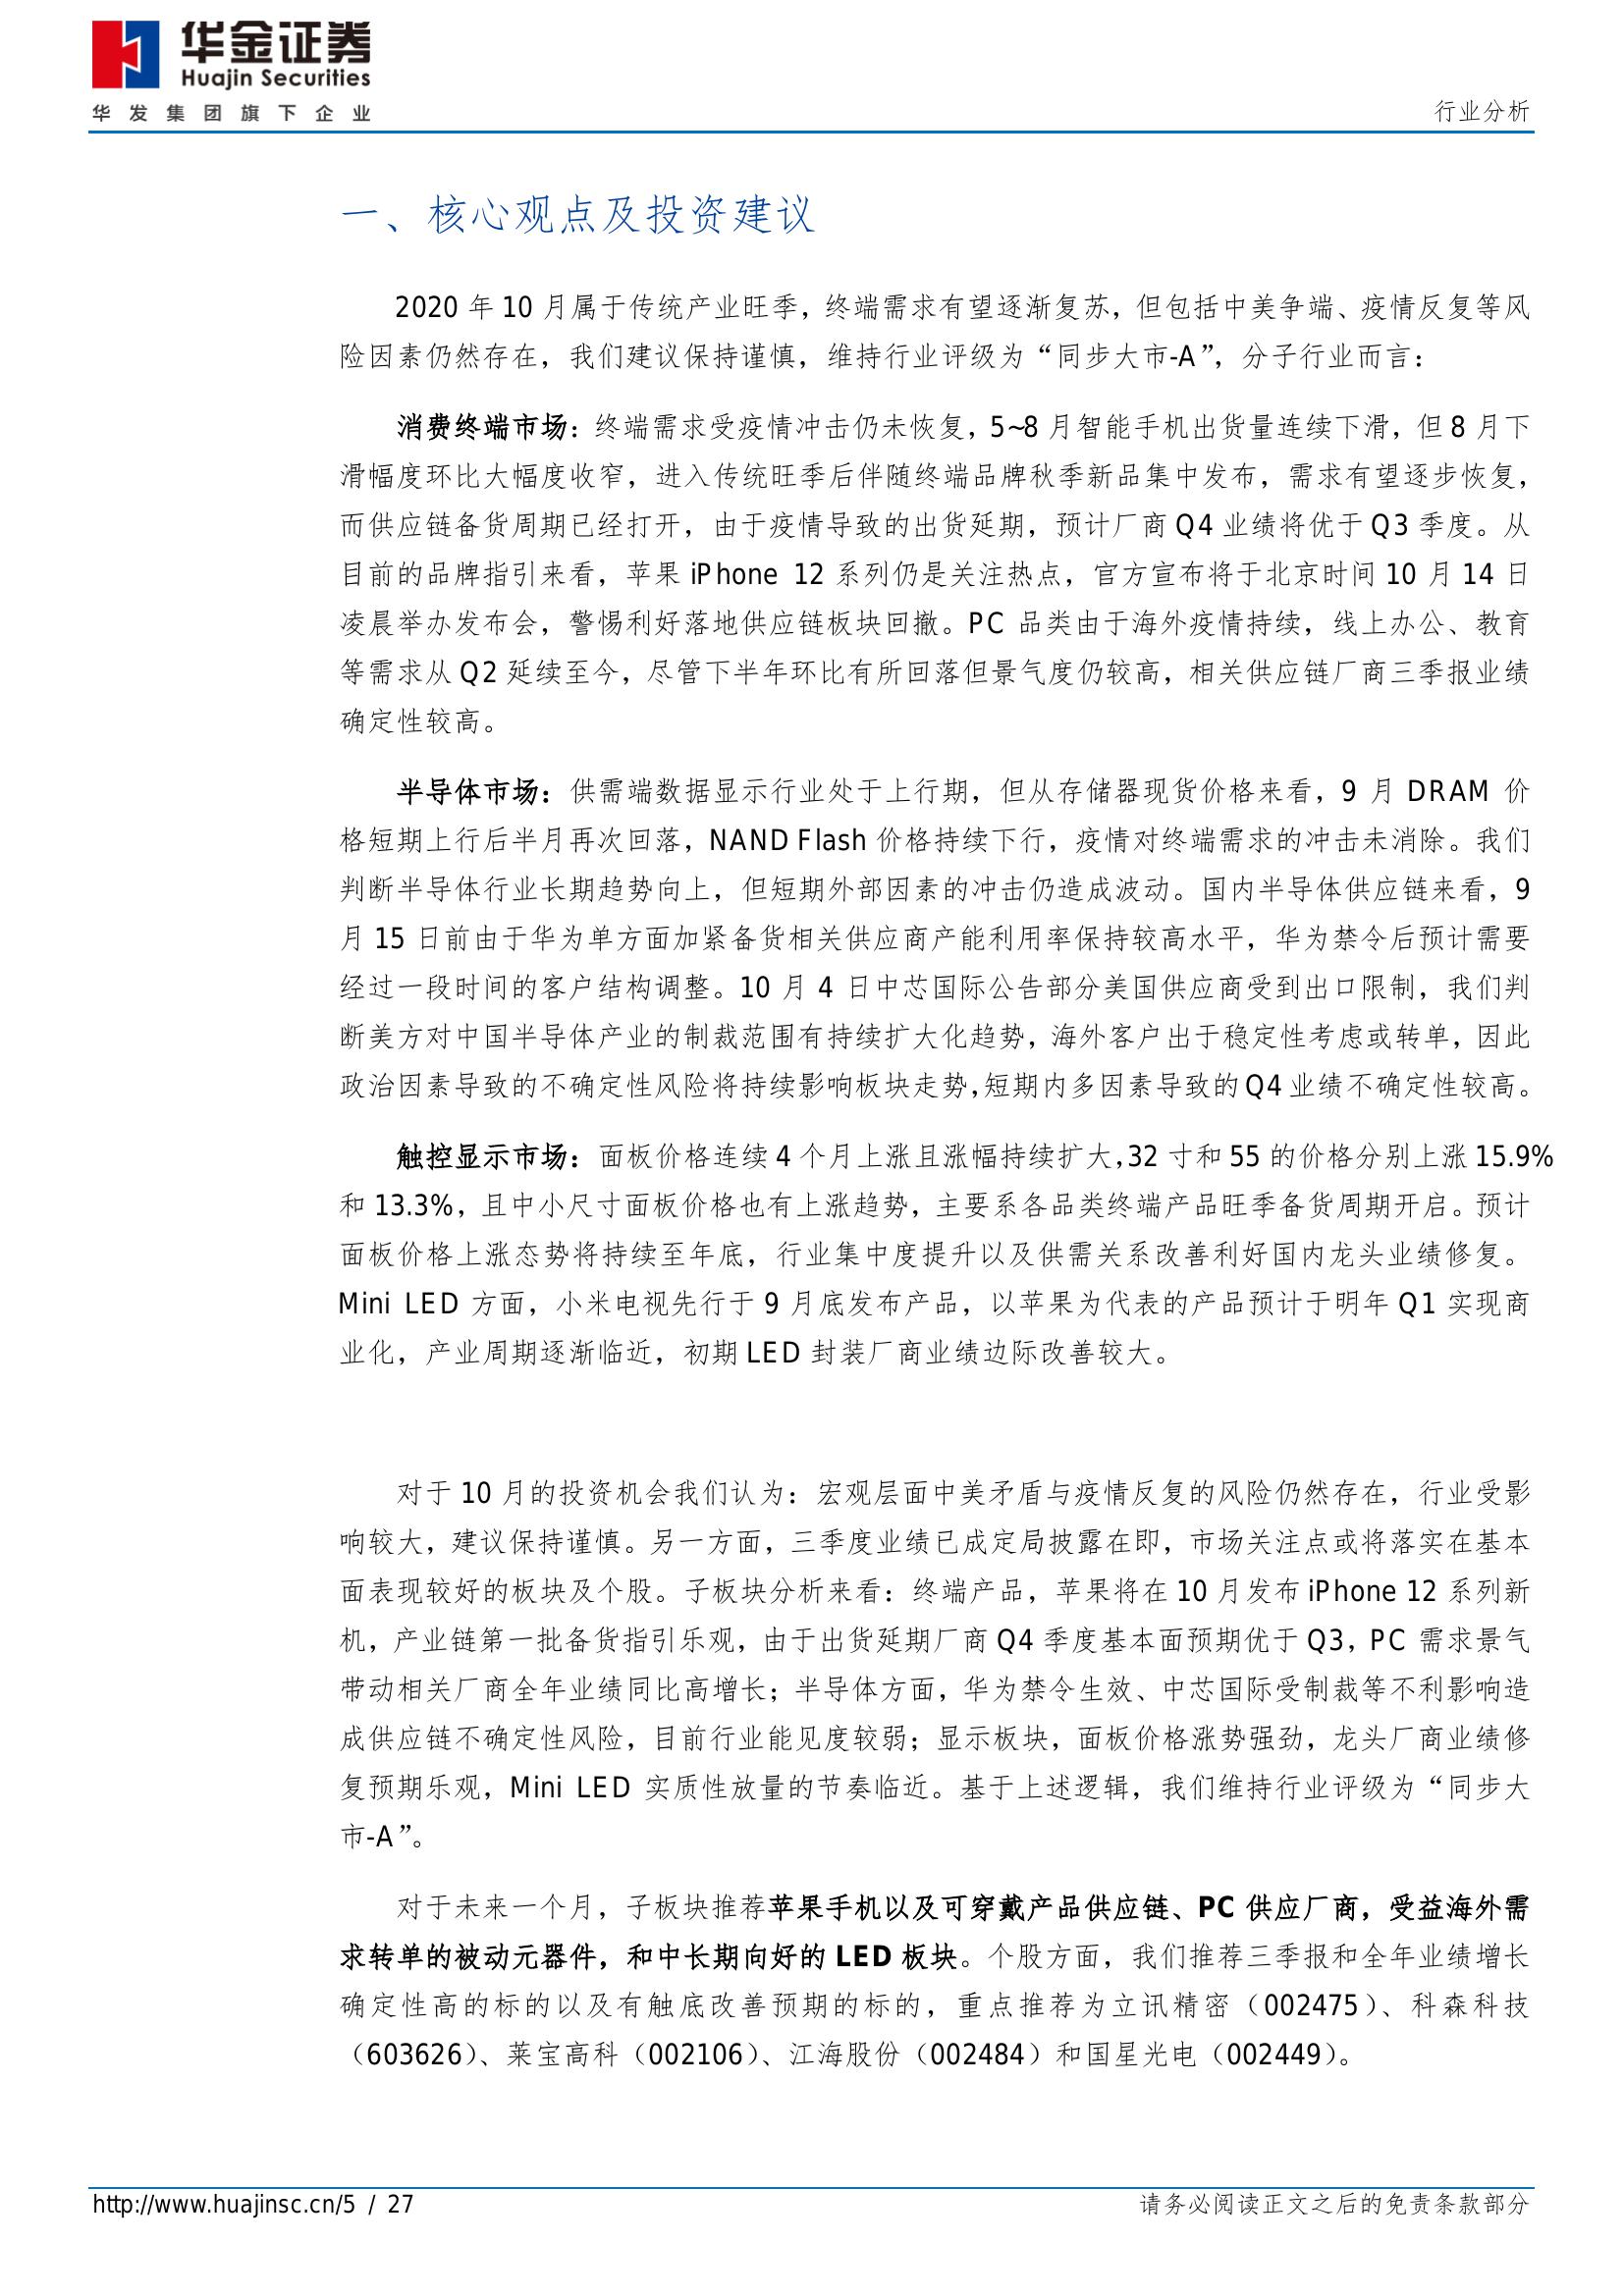 华金证券
Huajin Securities
华发集团旗下企业
行业分析
一、核心观点及投资建议
2020 年 10 月属于传统产业旺季，终端需求有望逐渐复苏，但包括中美争端、疫情反复等风
险因素仍然存在，我们建议保持谨慎，维持行业评级为“同步大市-A”，分子行业而言：
消费终端市场：终端需求受疫情冲击仍未恢复，5~8 月智能手机出货量连续下滑，但 8 月下
滑幅度环比大幅度收窄，进入传统旺季后伴随终端品牌秋季新品集中发布，需求有望逐步恢复，
而供应链备货周期已经打开，由于疫情导致的出货延期，预计厂商 Q4 业绩将优于 Q3 季度。从
目前的品牌指引来看，苹果 iPhone 12 系列仍是关注热点，官方宣布将于北京时间 10 月 14 日
凌晨举办发布会，警惕利好落地供应链板块回撤。PC 品类由于海外疫情持续，线上办公、教育
等需求从 Q2 延续至今，尽管下半年环比有所回落但景气度仍较高，相关供应链厂商三季报业绩
确定性较高。
半导体市场：供需端数据显示行业处于上行期，但从存储器现货价格来看，9 月 DRAM 价
格短期上行后半月再次回落，NAND Flash 价格持续下行，疫情对终端需求的冲击未消除。我们
判断半导体行业长期趋势向上，但短期外部因素的冲击仍造成波动。国内半导体供应链来看，9
月 15 日前由于华为单方面加紧备货相关供应商产能利用率保持较高水平，华为禁令后预计需要
经过一段时间的客户结构调整。10 月 4 日中芯国际公告部分美国供应商受到出口限制，我们判
断美方对中国半导体产业的制裁范围有持续扩大化趋势，海外客户出于稳定性考虑或转单，因此
政治因素导致的不确定性风险将持续影响板块走势，短期内多因素导致的 Q4 业绩不确定性较高。
触控显示市场：面板价格连续 4 个月上涨且涨幅持续扩大，32 寸和 55 的价格分别上涨 15.9%
和 13.3%，且中小尺寸面板价格也有上涨趋势，主要系各品类终端产品旺季备货周期开启。预计
面板价格上涨态势将持续至年底，行业集中度提升以及供需关系改善利好国内龙头业绩修复。
Mini LED 方面，小米电视先行于 9 月底发布产品，以苹果为代表的产品预计于明年 Q1 实现商
业化，产业周期逐渐临近，初期 LED 封装厂商业绩边际改善较大。
对于 10 月的投资机会我们认为：宏观层面中美矛盾与疫情反复的风险仍然存在，行业受影
响较大，建议保持谨慎。另一方面，三季度业绩已成定局披露在即，市场关注点或将落实在基本
面表现较好的板块及个股。子板块分析来看：终端产品，苹果将在 10 月发布 iPhone 12 系列新
机，产业链第一批备货指引乐观，由于出货延期厂商 Q4 季度基本面预期优于 Q3，PC 需求景气
带动相关厂商全年业绩同比高增长；半导体方面，华为禁令生效、中芯国际受制裁等不利影响造
成供应链不确定性风险，目前行业能见度较弱；显示板块，面板价格涨势强劲，龙头厂商业绩修
复预期乐观，Mini LED 实质性放量的节奏临近。基于上述逻辑，我们维持行业评级为“同步大
市-A”。
对于未来一个月，子板块推荐苹果手机以及可穿戴产品供应链、PC 供应厂商，受益海外需
求转单的被动元器件，和中长期向好的 LED 板块。个股方面，我们推荐三季报和全年业绩增长
确定性高的标的以及有触底改善预期的标的，重点推荐为立讯精密（002475）、科森科技
（603626）、莱宝高科（002106）、江海股份（002484）和国星光电（002449）。
http://www.huajinsc.cn/5 / 27
请务必阅读正文之后的免责条款部分